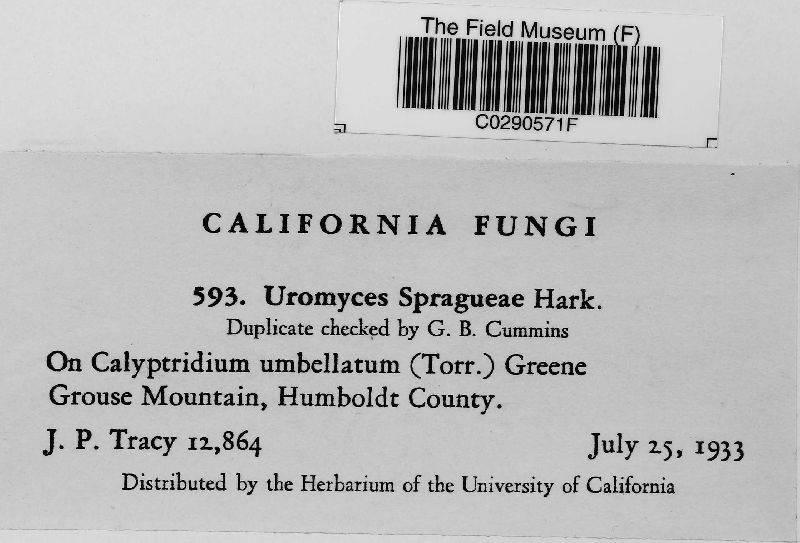 The Field Museum (F)
C0290571F
CALIFORNIA FUNGI
593. Uromyces Spragueae Hark.
Duplicate checked by G. B. Cummins
On Calyptridium umbellatum (Torr.) Greene
Grouse Mountain, Humboldt County.
J. P. Tracy 12,864 July 25, 1933
Distributed by the Herbarium of the University of California